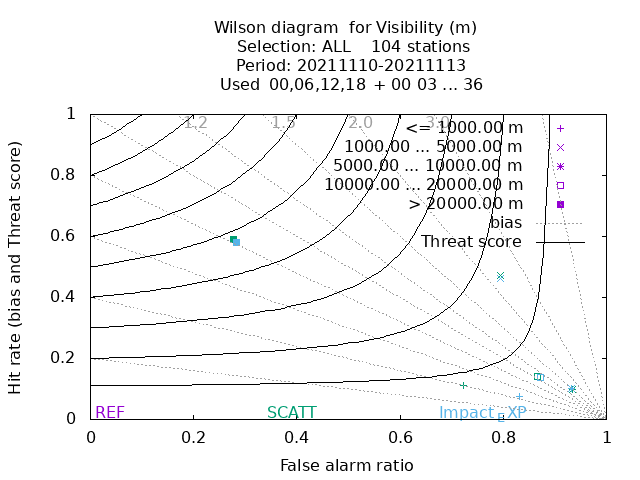 Wilson diagram  for Visibility (m)
Selection: ALL    104 stations
Period: 20211110-20211113
Used  00,06,12,18  + 00 03 ... 36
1.2 1.5 2.0 3.0
<= 1000.00 m
1000.00 ... 5000.00 m
5000.00 ... 10000.00 m
10000.00 ... 20000.00 m
> 20000.00 m
bias
Threat score
Hit rate (bias and Threat score)
1
0.8
0.6
0.4
0.2
0
REF SCATT Impact_XP
0 0.2 0.4 0.6 0.8 1
False alarm ratio